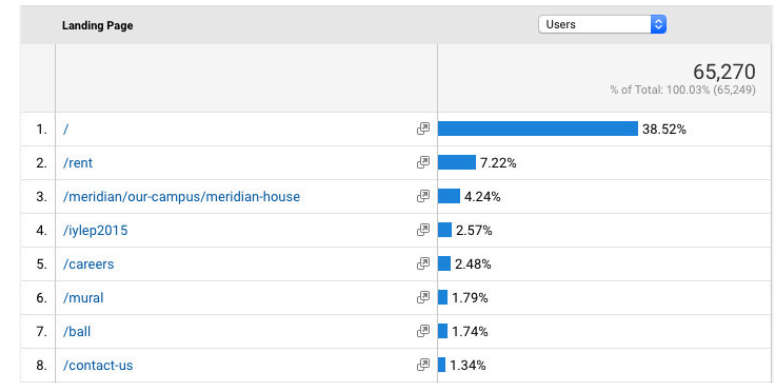 Landing Page Users
65,270
% of Total: 100.03% (65,249)
1. / 38.52%
2. /rent 7.22%
3. /meridian/our-campus/meridian-house 4.24%
4. /iylep2015 2.57%
5. /careers 2.48%
6. /mural 1.79%
7. /ball 1.74%
8. /contact-us 1.34%